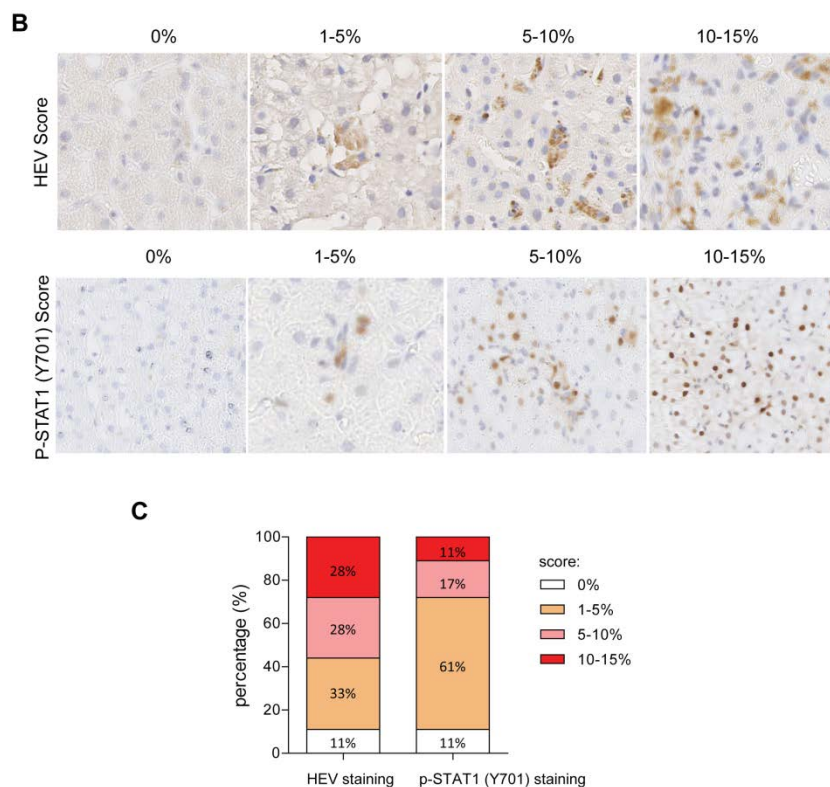 B
0% 1-5% 5-10% 10-15%
HEV Score
0% 1-5% 5-10% 10-15%
P-STAT1 (Y701) Score
C
percentage (%)
100
80
60
40
20
0
28%
28%
33%
11%
11%
17%
61%
11%
HEV staining p-STAT1 (Y701) staining
score:
0%
1-5%
5-10%
10-15%